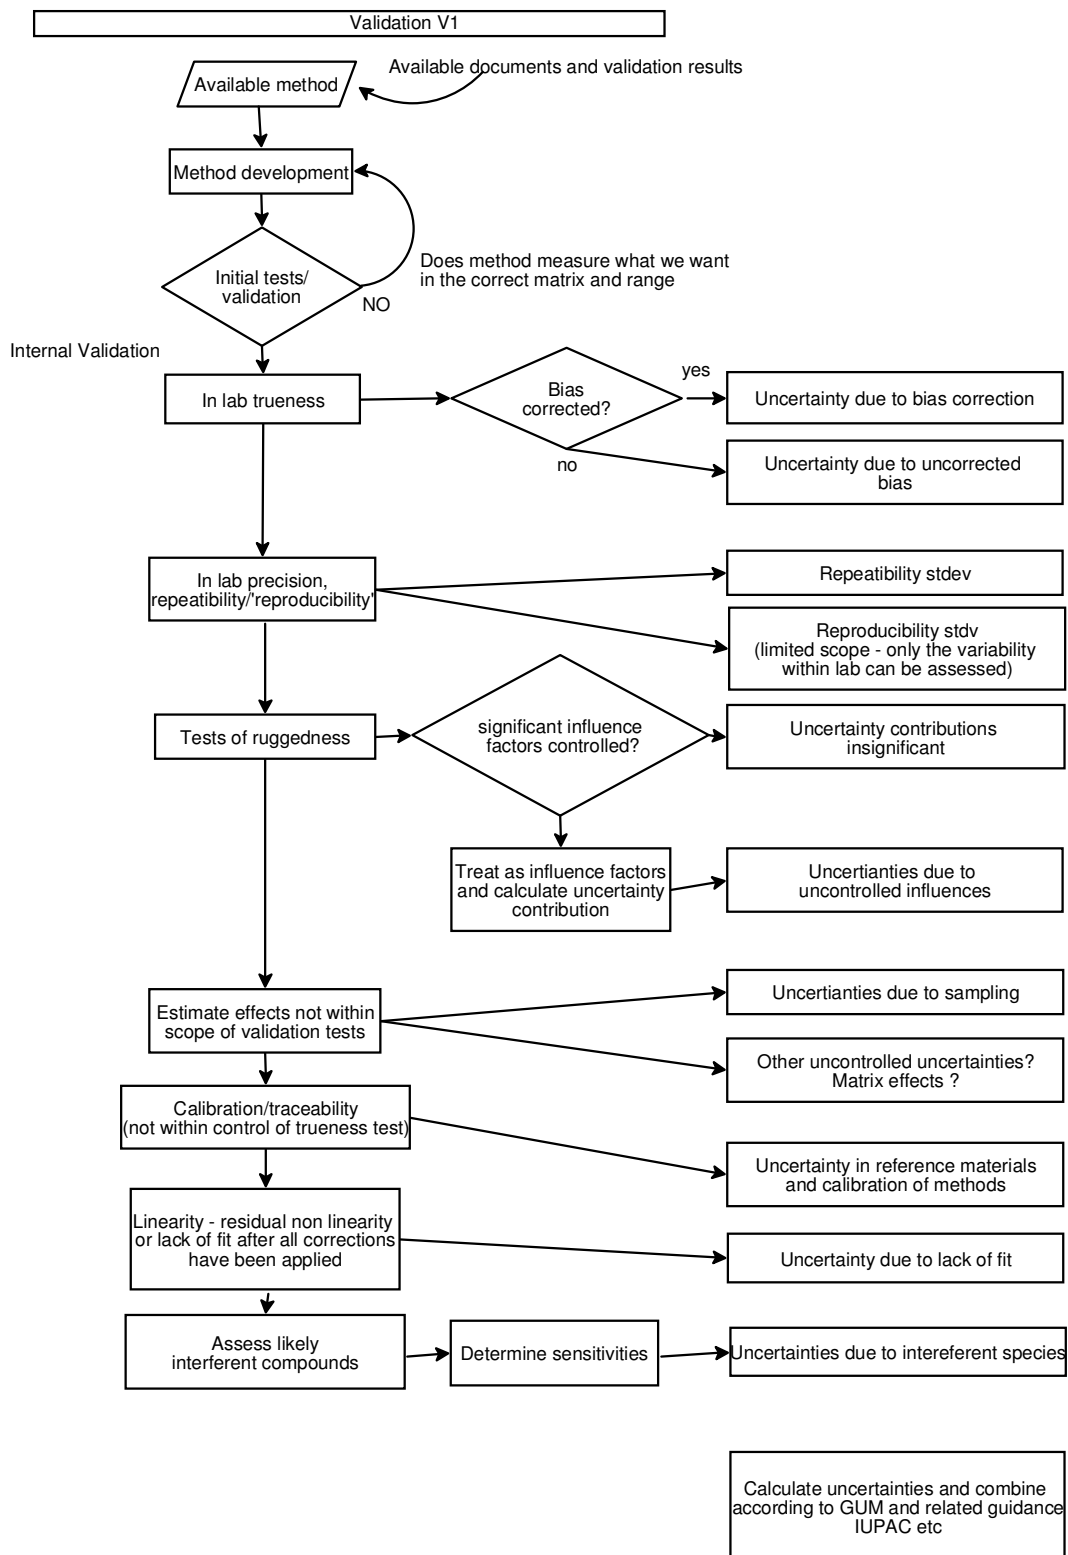 Validation V1
Available documents and validation results
Available method
Method development
Does method measure what we want
in the correct matrix and range
Initial tests/
validation
NO
Internal Validation
In lab trueness
Bias
corrected?
yes
Uncertainty due to bias correction
no
Uncertainty due to uncorrected
bias
In lab precision,
repeatibility/'reproducibility'
Repeatibility stdev
Reproducibility stdv
(limited scope - only the variability
within lab can be assessed)
Tests of ruggedness
significant influence
factors controlled?
Uncertainty contributions
insignificant
Treat as influence factors
and calculate uncertainty
contribution
Uncertianties due to
uncontrolled influences
Estimate effects not within
scope of validation tests
Uncertianties due to sampling
Other uncontrolled uncertainties?
Matrix effects ?
Calibration/traceability
(not within control of trueness test)
Uncertainty in reference materials
and calibration of methods
Linearity - residual non linearity
or lack of fit after all corrections
have been applied
Uncertainty due to lack of fit
Assess likely
interferent compounds
Determine sensitivities
Uncertainties due to intereferent species
Calculate uncertainties and combine
according to GUM and related guidance
IUPAC etc